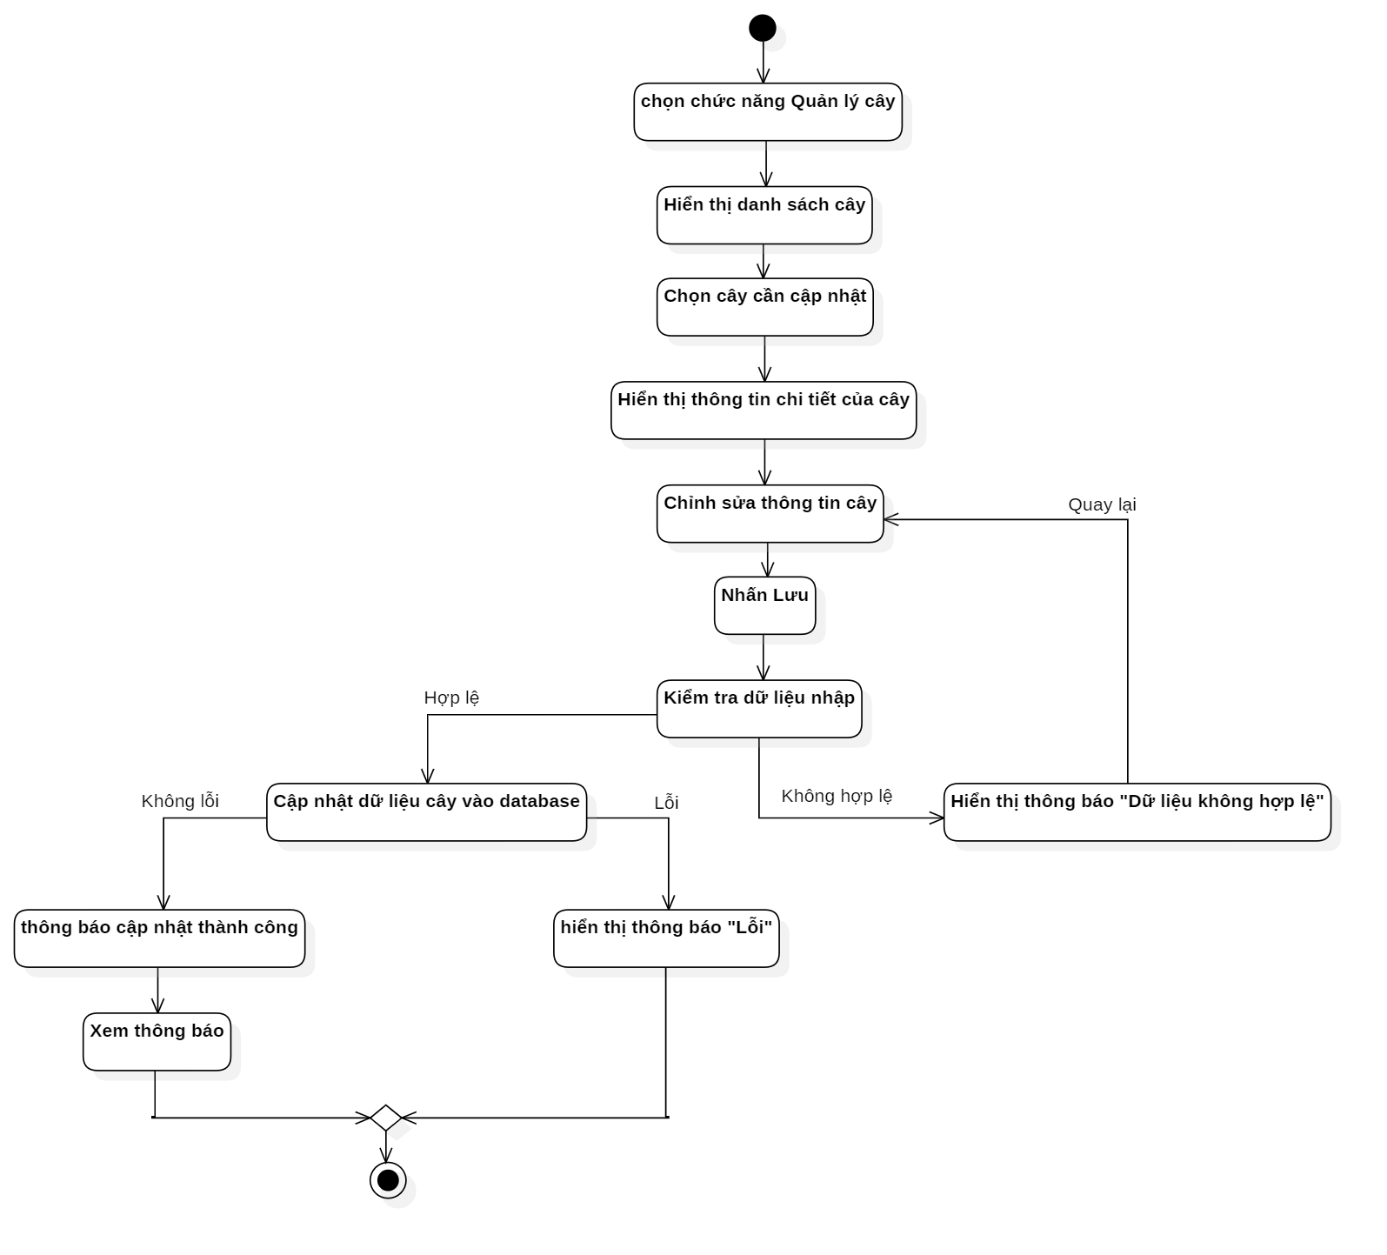 chọn chức năng Quản lý cây
Hiển thị danh sách cây
Chọn cây cần cập nhật
Hiển thị thông tin chi tiết của cây
Chỉnh sửa thông tin cây
Quay lại
Nhấn Lưu
Kiểm tra dữ liệu nhập
Hợp lệ
Không hợp lệ
Cập nhật dữ liệu cây vào database
Hiển thị thông báo "Dữ liệu không hợp lệ"
Không lỗi
Lỗi
thông báo cập nhật thành công
hiển thị thông báo "Lỗi"
Xem thông báo